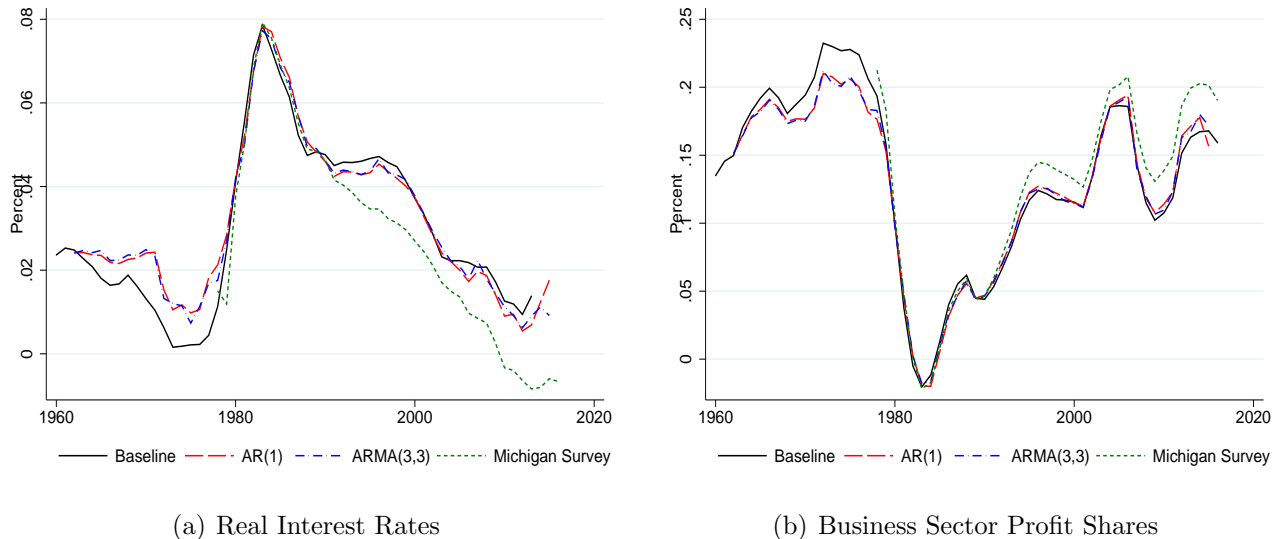 .08
.06
.04
.02
0
Percent
1960
1980
2000
2020
Baseline
AR(1)
ARMA(3,3)
Michigan Survey
(a) Real Interest Rates
.25
.2
.15
.1
.05
0
Percent
1960
1980
2000
2020
Baseline
AR(1)
ARMA(3,3)
Michigan Survey
(b) Business Sector Profit Shares